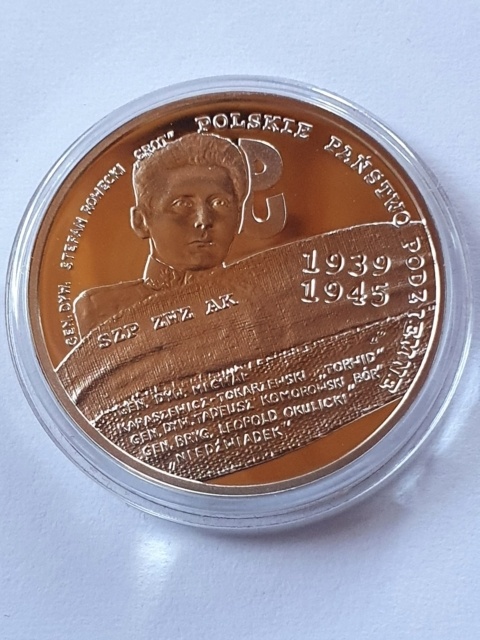 GEN. DYW. STEFAN ROWECKI „GROT”
POLSKIE PAŃSTWO PODZIEMNE
1939
1945
SZP ZWZ AK
GEN. DYW. MICHAŁ
KARASZEWICZ-TOKARZEWSKI „TORWID”
GEN. DYW. TADEUSZ KOMOROWSKI „BÓR”
GEN. BRYG. LEOPOLD OKULICKI
„NIEDŹWIADEK”